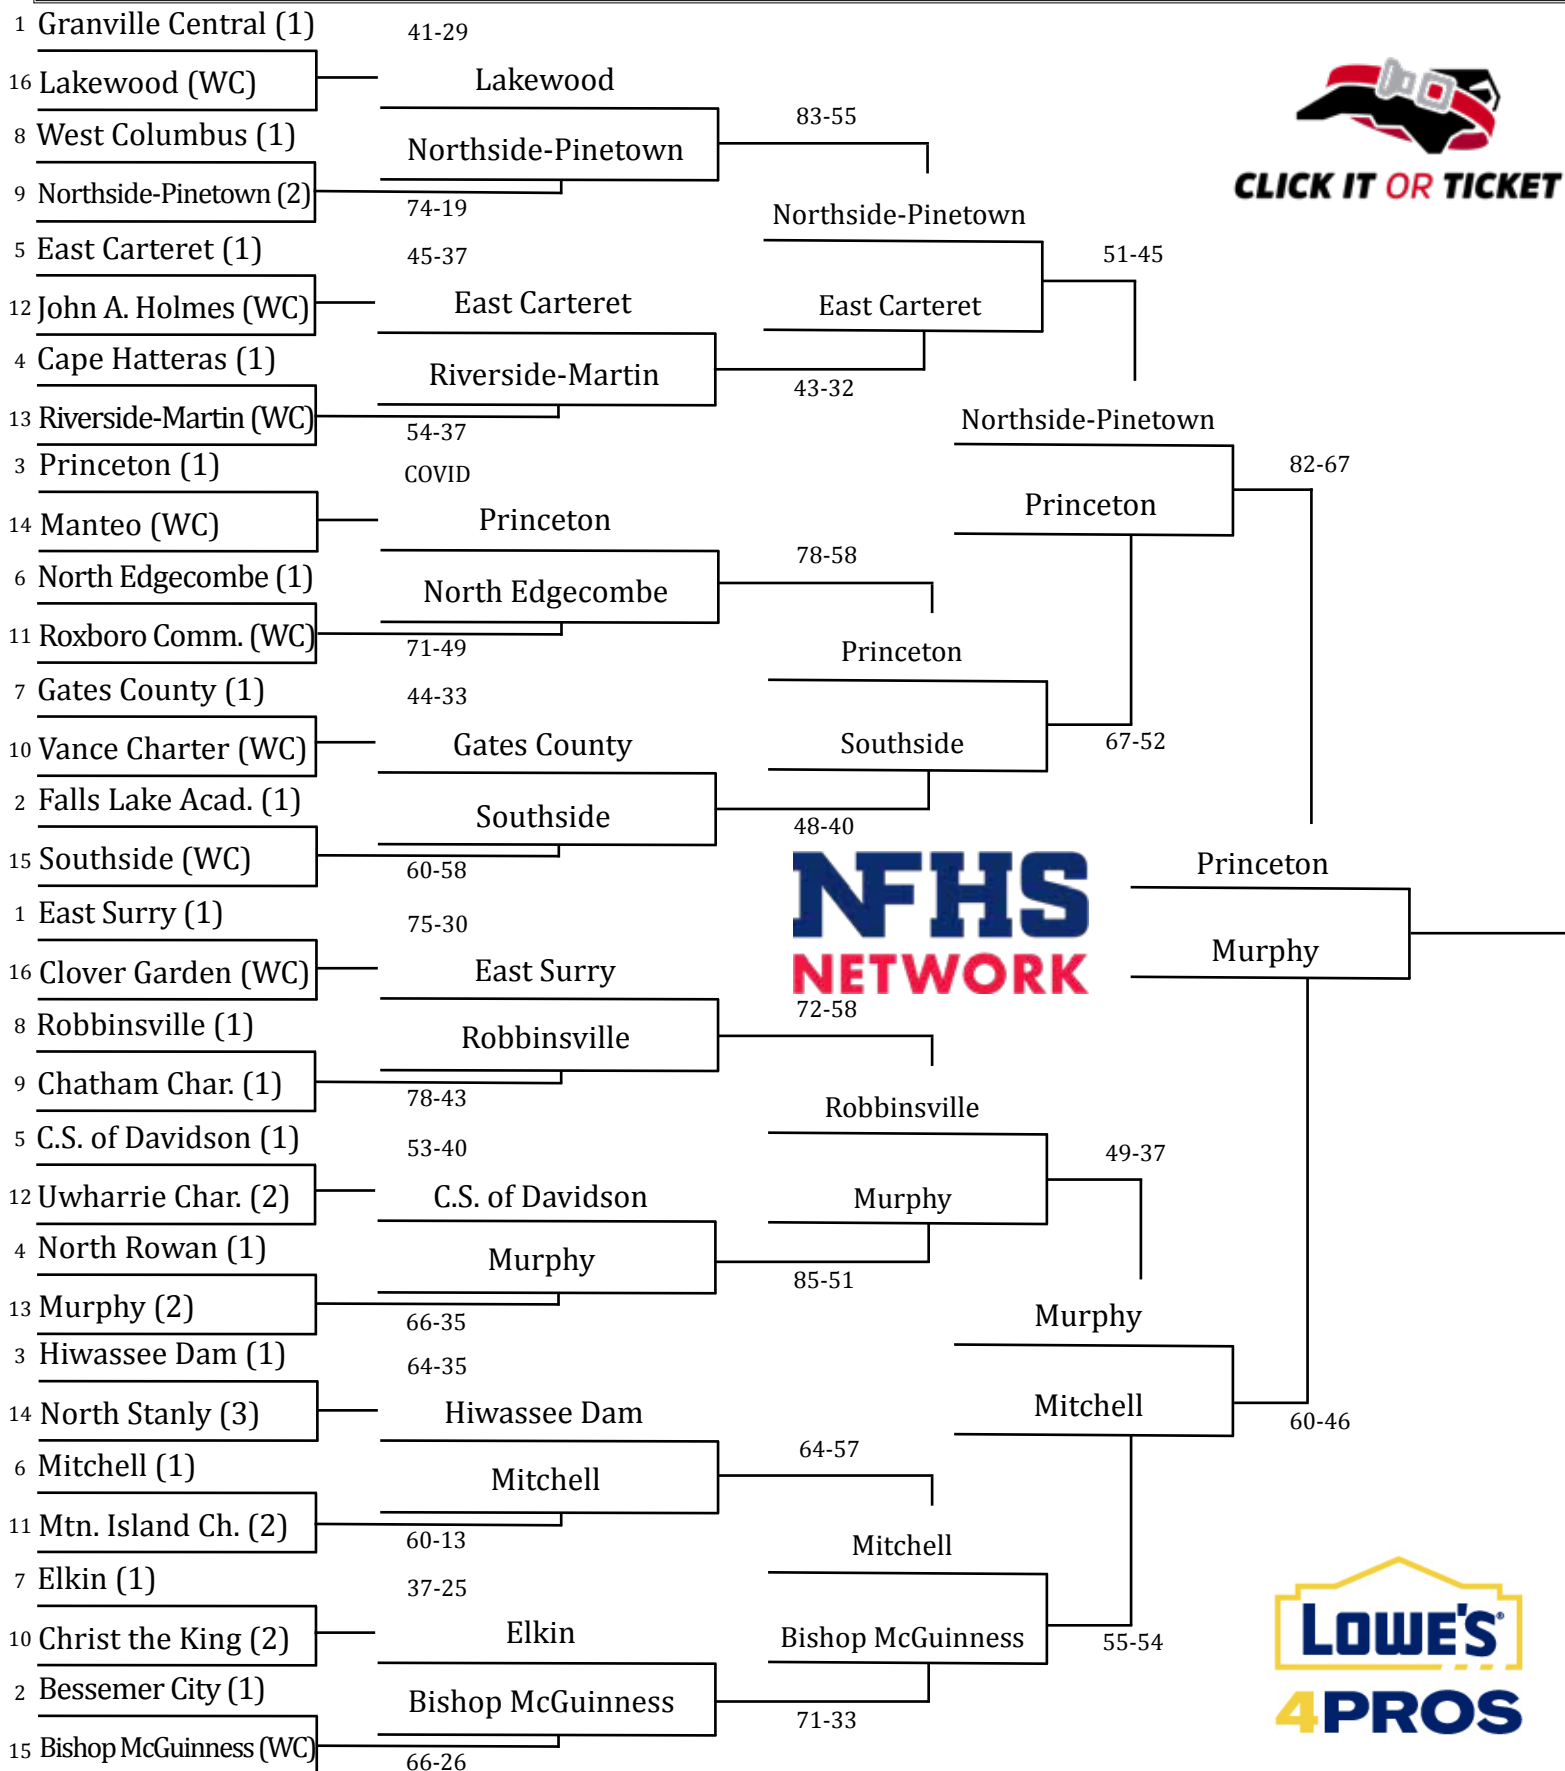 1 Granville Central (1)
16 Lakewood (WC)
8 West Columbus (1)
9 Northside-Pinetown (2)
5 East Carteret (1)
12 John A. Holmes (WC)
4 Cape Hatteras (1)
13 Riverside-Martin (WC)
3 Princeton (1)
14 Manteo (WC)
6 North Edgecombe (1)
11 Roxboro Comm. (WC)
7 Gates County (1)
10 Vance Charter (WC)
2 Falls Lake Acad. (1)
15 Southside (WC)
1 East Surry (1)
16 Clover Garden (WC)
8 Robbinsville (1)
9 Chatham Char. (1)
5 C.S. of Davidson (1)
12 Uwharrie Char. (2)
4 North Rowan (1)
13 Murphy (2)
3 Hiwassee Dam (1)
14 North Stanly (3)
6 Mitchell (1)
11 Mtn. Island Ch. (2)
7 Elkin (1)
10 Christ the King (2)
2 Bessemer City (1)
15 Bishop McGuinness (WC)
41-29
Lakewood
Northside-Pinetown
74-19
45-37
East Carteret
Riverside-Martin
54-37
COVID
Princeton
North Edgecombe
71-49
44-33
Gates County
Southside
60-58
75-30
East Surry
Robbinsville
78-43
53-40
C.S. of Davidson
Murphy
66-35
64-35
Hiwassee Dam
Mitchell
60-13
37-25
Elkin
Bishop McGuinness
66-26
83-55
Northside-Pinetown
East Carteret
43-32
78-58
Princeton
Southside
48-40
NFHS
NETWORK
72-58
Robbinsville
Murphy
85-51
64-57
Mitchell
Bishop McGuinness
71-33
51-45
Northside-Pinetown
Princeton
67-52
49-37
Murphy
Mitchell
55-54
82-67
Princeton
Murphy
60-46
CLICK IT OR TICKET
LOWE'S®
4PROS